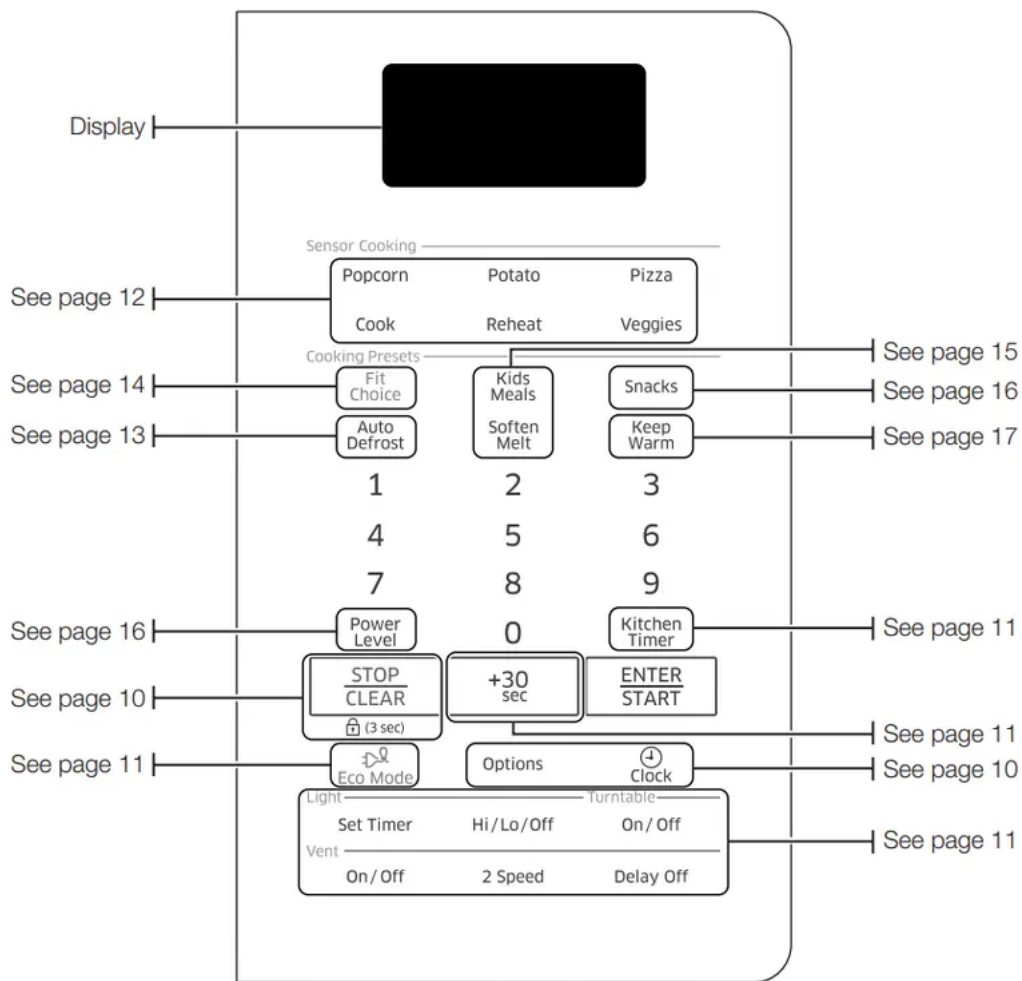 Display
Sensor Cooking
Popcorn Potato Pizza
See page 12
Cook Reheat Veggies
Cooking Presets
See page 15
See page 14
Fit
Choice
Kids
Meals
Snacks
See page 16
See page 13
Auto
Defrost
Soften
Melt
Keep
Warm
See page 17
1 2 3
4 5 6
7 8 9
See page 16
Power
Level
0
Kitchen
Timer
See page 11
See page 10
STOP
CLEAR
+30
sec
ENTER
START
(3 sec)
See page 11
See page 11
Eco Mode
Options
Clock
See page 10
Light Turntable
Set Timer Hi/Lo/Off On/Off
See page 11
Vent
On/Off 2 Speed Delay Off